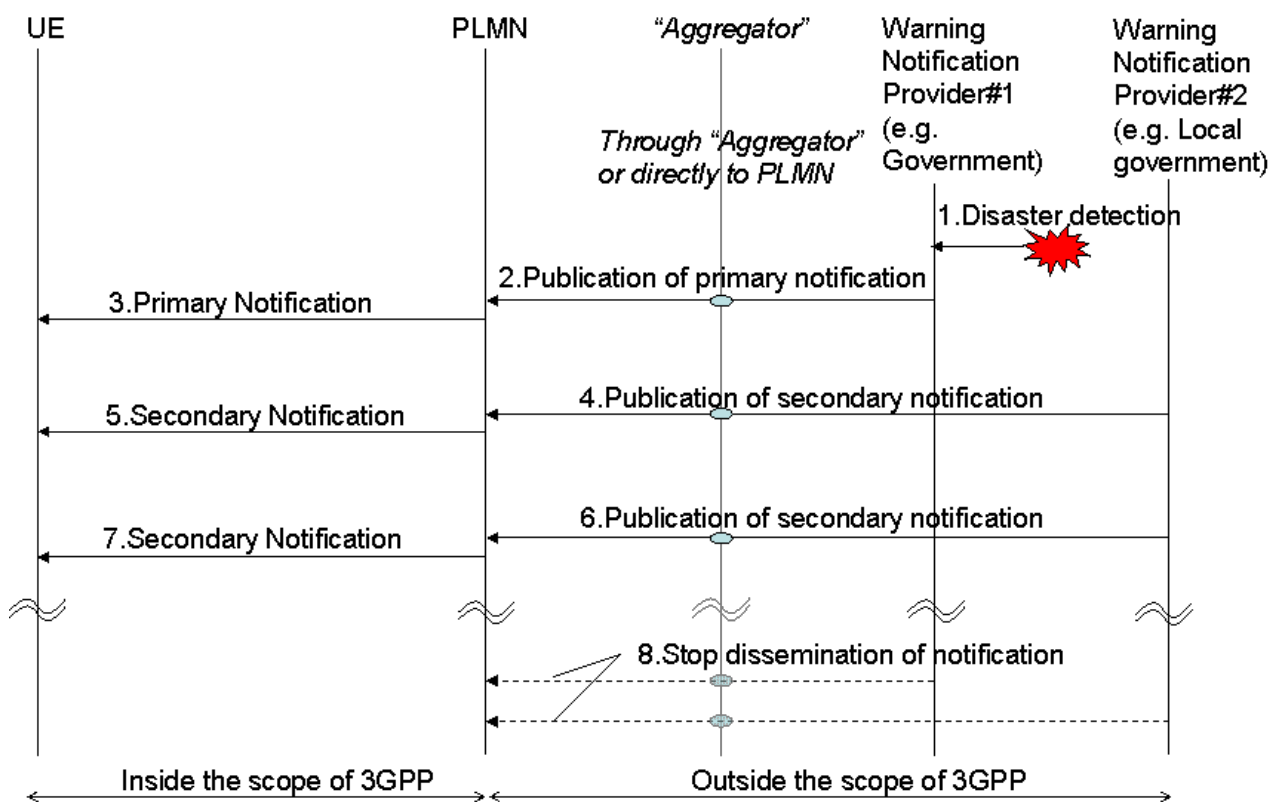 UE
PLMN
“Aggregator”
Warning
Notification
Provider#1
(e.g.
Government)
Warning
Notification
Provider#2
(e.g. Local
government)
Through “Aggregator”
or directly to PLMN
1.Disaster detection
2.Publication of primary notification
3.Primary Notification
4.Publication of secondary notification
5.Secondary Notification
6.Publication of secondary notification
7.Secondary Notification
8.Stop dissemination of notification
Inside the scope of 3GPP
Outside the scope of 3GPP